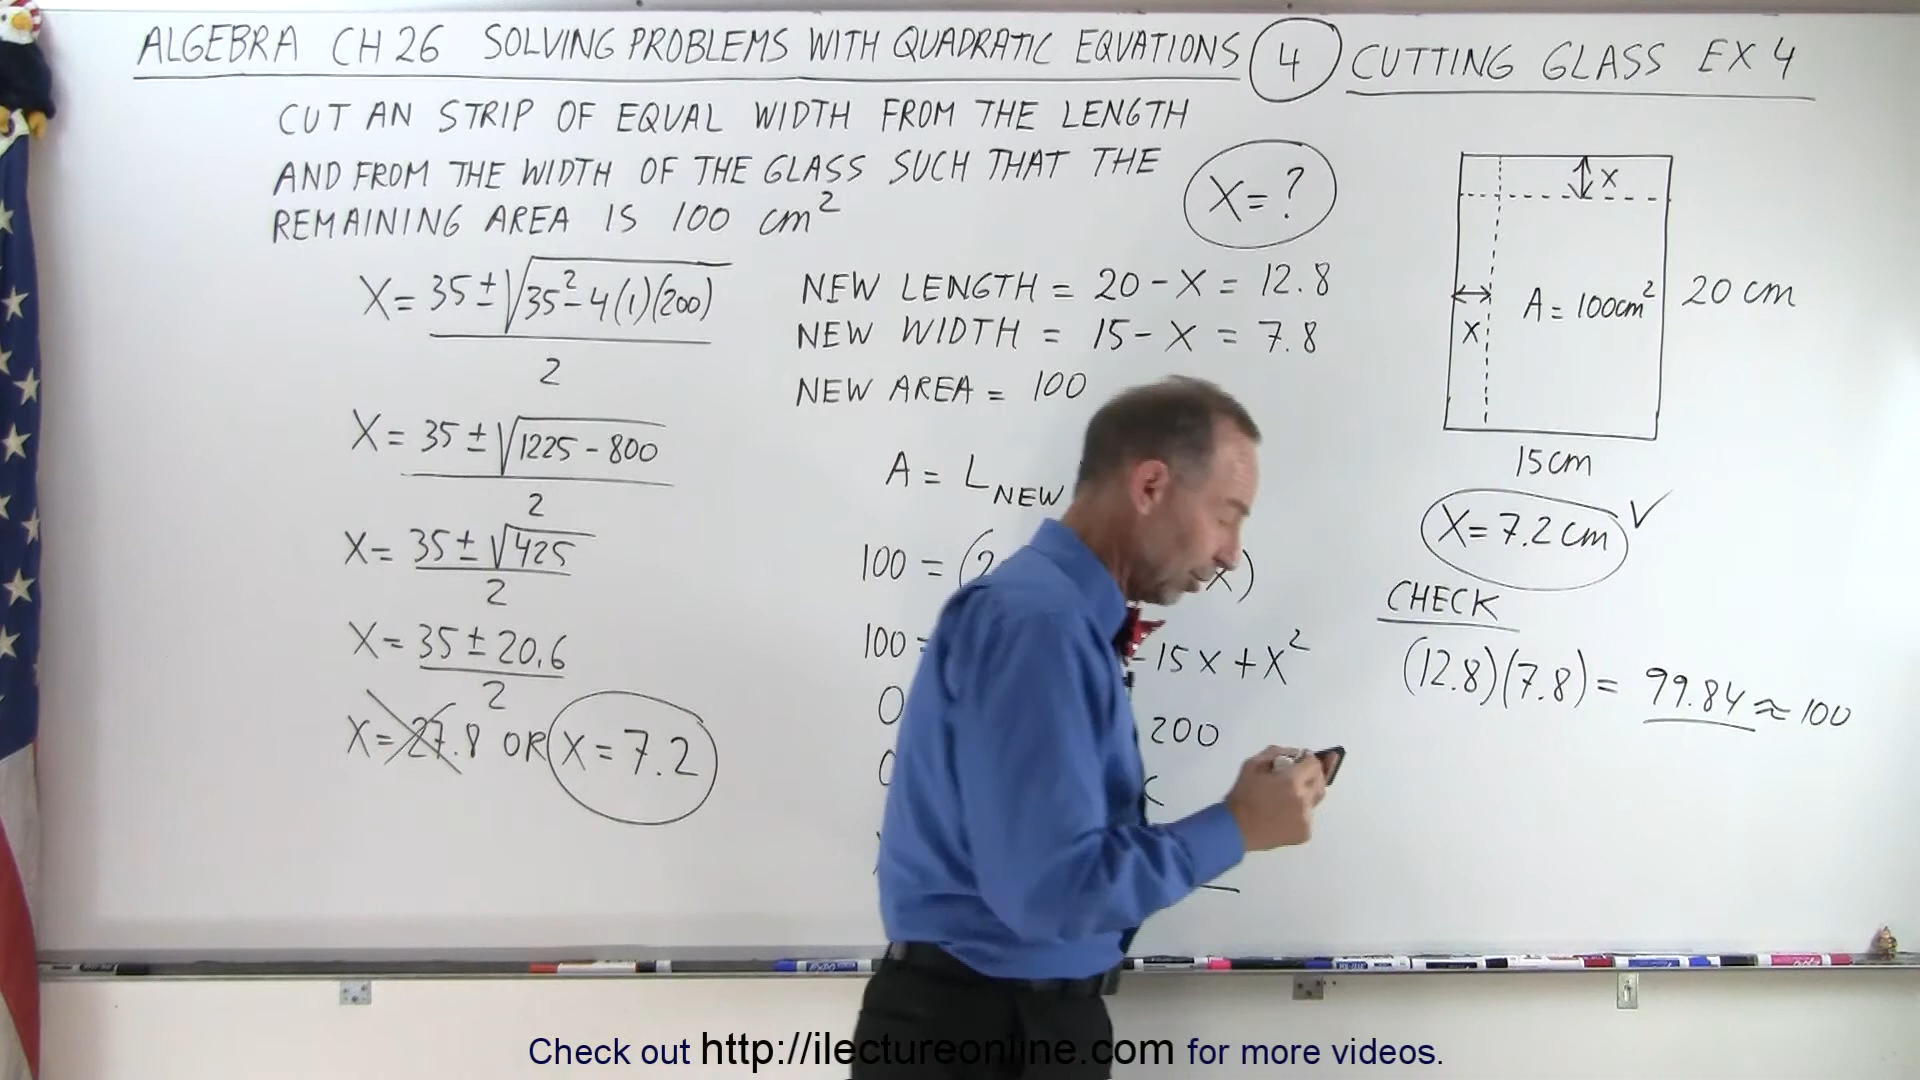 ALGEBRA CH 26 SOLVING PROBLEMS WITH QUADRATIC EQUATIONS 4 CUTTING GLASS EX 4
CUT AN STRIP OF EQUAL WIDTH FROM THE LENGTH
AND FROM THE WIDTH OF THE GLASS SUCH THAT THE
REMAINING AREA IS 100 cm²
X = ?
X = (35 ± √(35² - 4(1)(200))) / 2
X = (35 ± √(1225 - 800)) / 2
X = (35 ± √425) / 2
X = (35 ± 20.6) / 2
X = 27.8 OR X = 7.2
NEW LENGTH = 20 - X = 12.8
NEW WIDTH = 15 - X = 7.8
NEW AREA = 100
A = L NEW
100 = (2 X)
100 = -15X + X²
0 200
0
X
A = 100cm²
X
20 cm
15cm
X = 7.2 cm ✓
CHECK
(12.8)(7.8) = 99.84 ≈ 100
Check out http://ilectureonline.com for more videos.